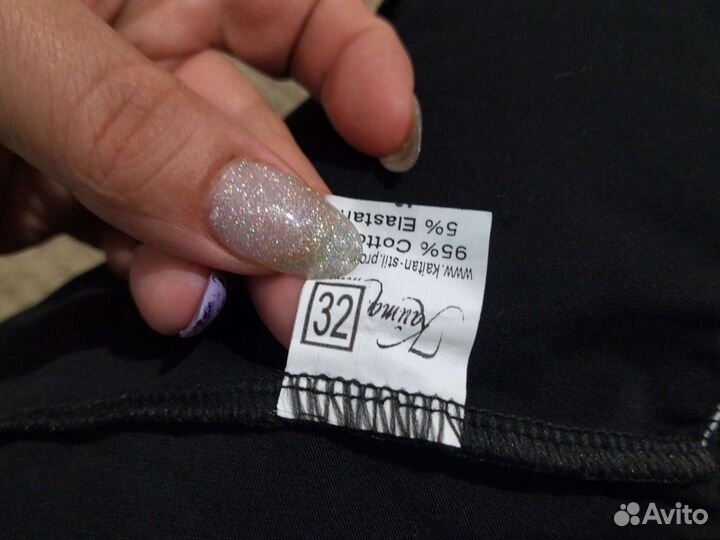 32
www.kaitan-stil.pro
95% Cotto
5% Elastan
Avito